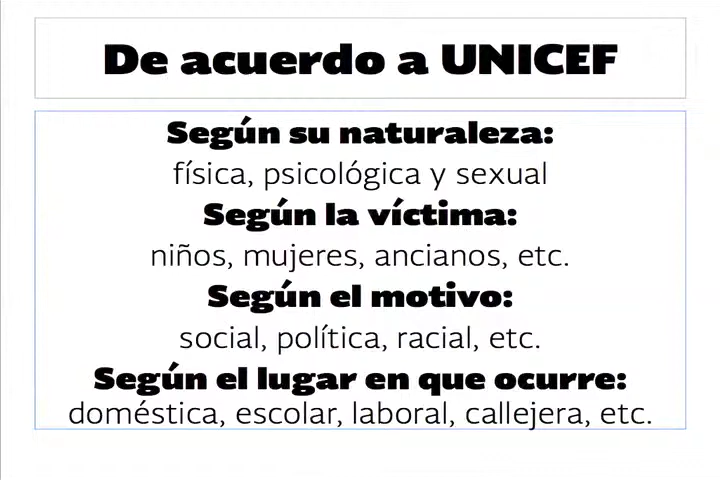 De acuerdo a UNICEF
Según su naturaleza:
física, psicológica y sexual
Según la víctima:
niños, mujeres, ancianos, etc.
Según el motivo:
social, política, racial, etc.
Según el lugar en que ocurre:
doméstica, escolar, laboral, callejera, etc.